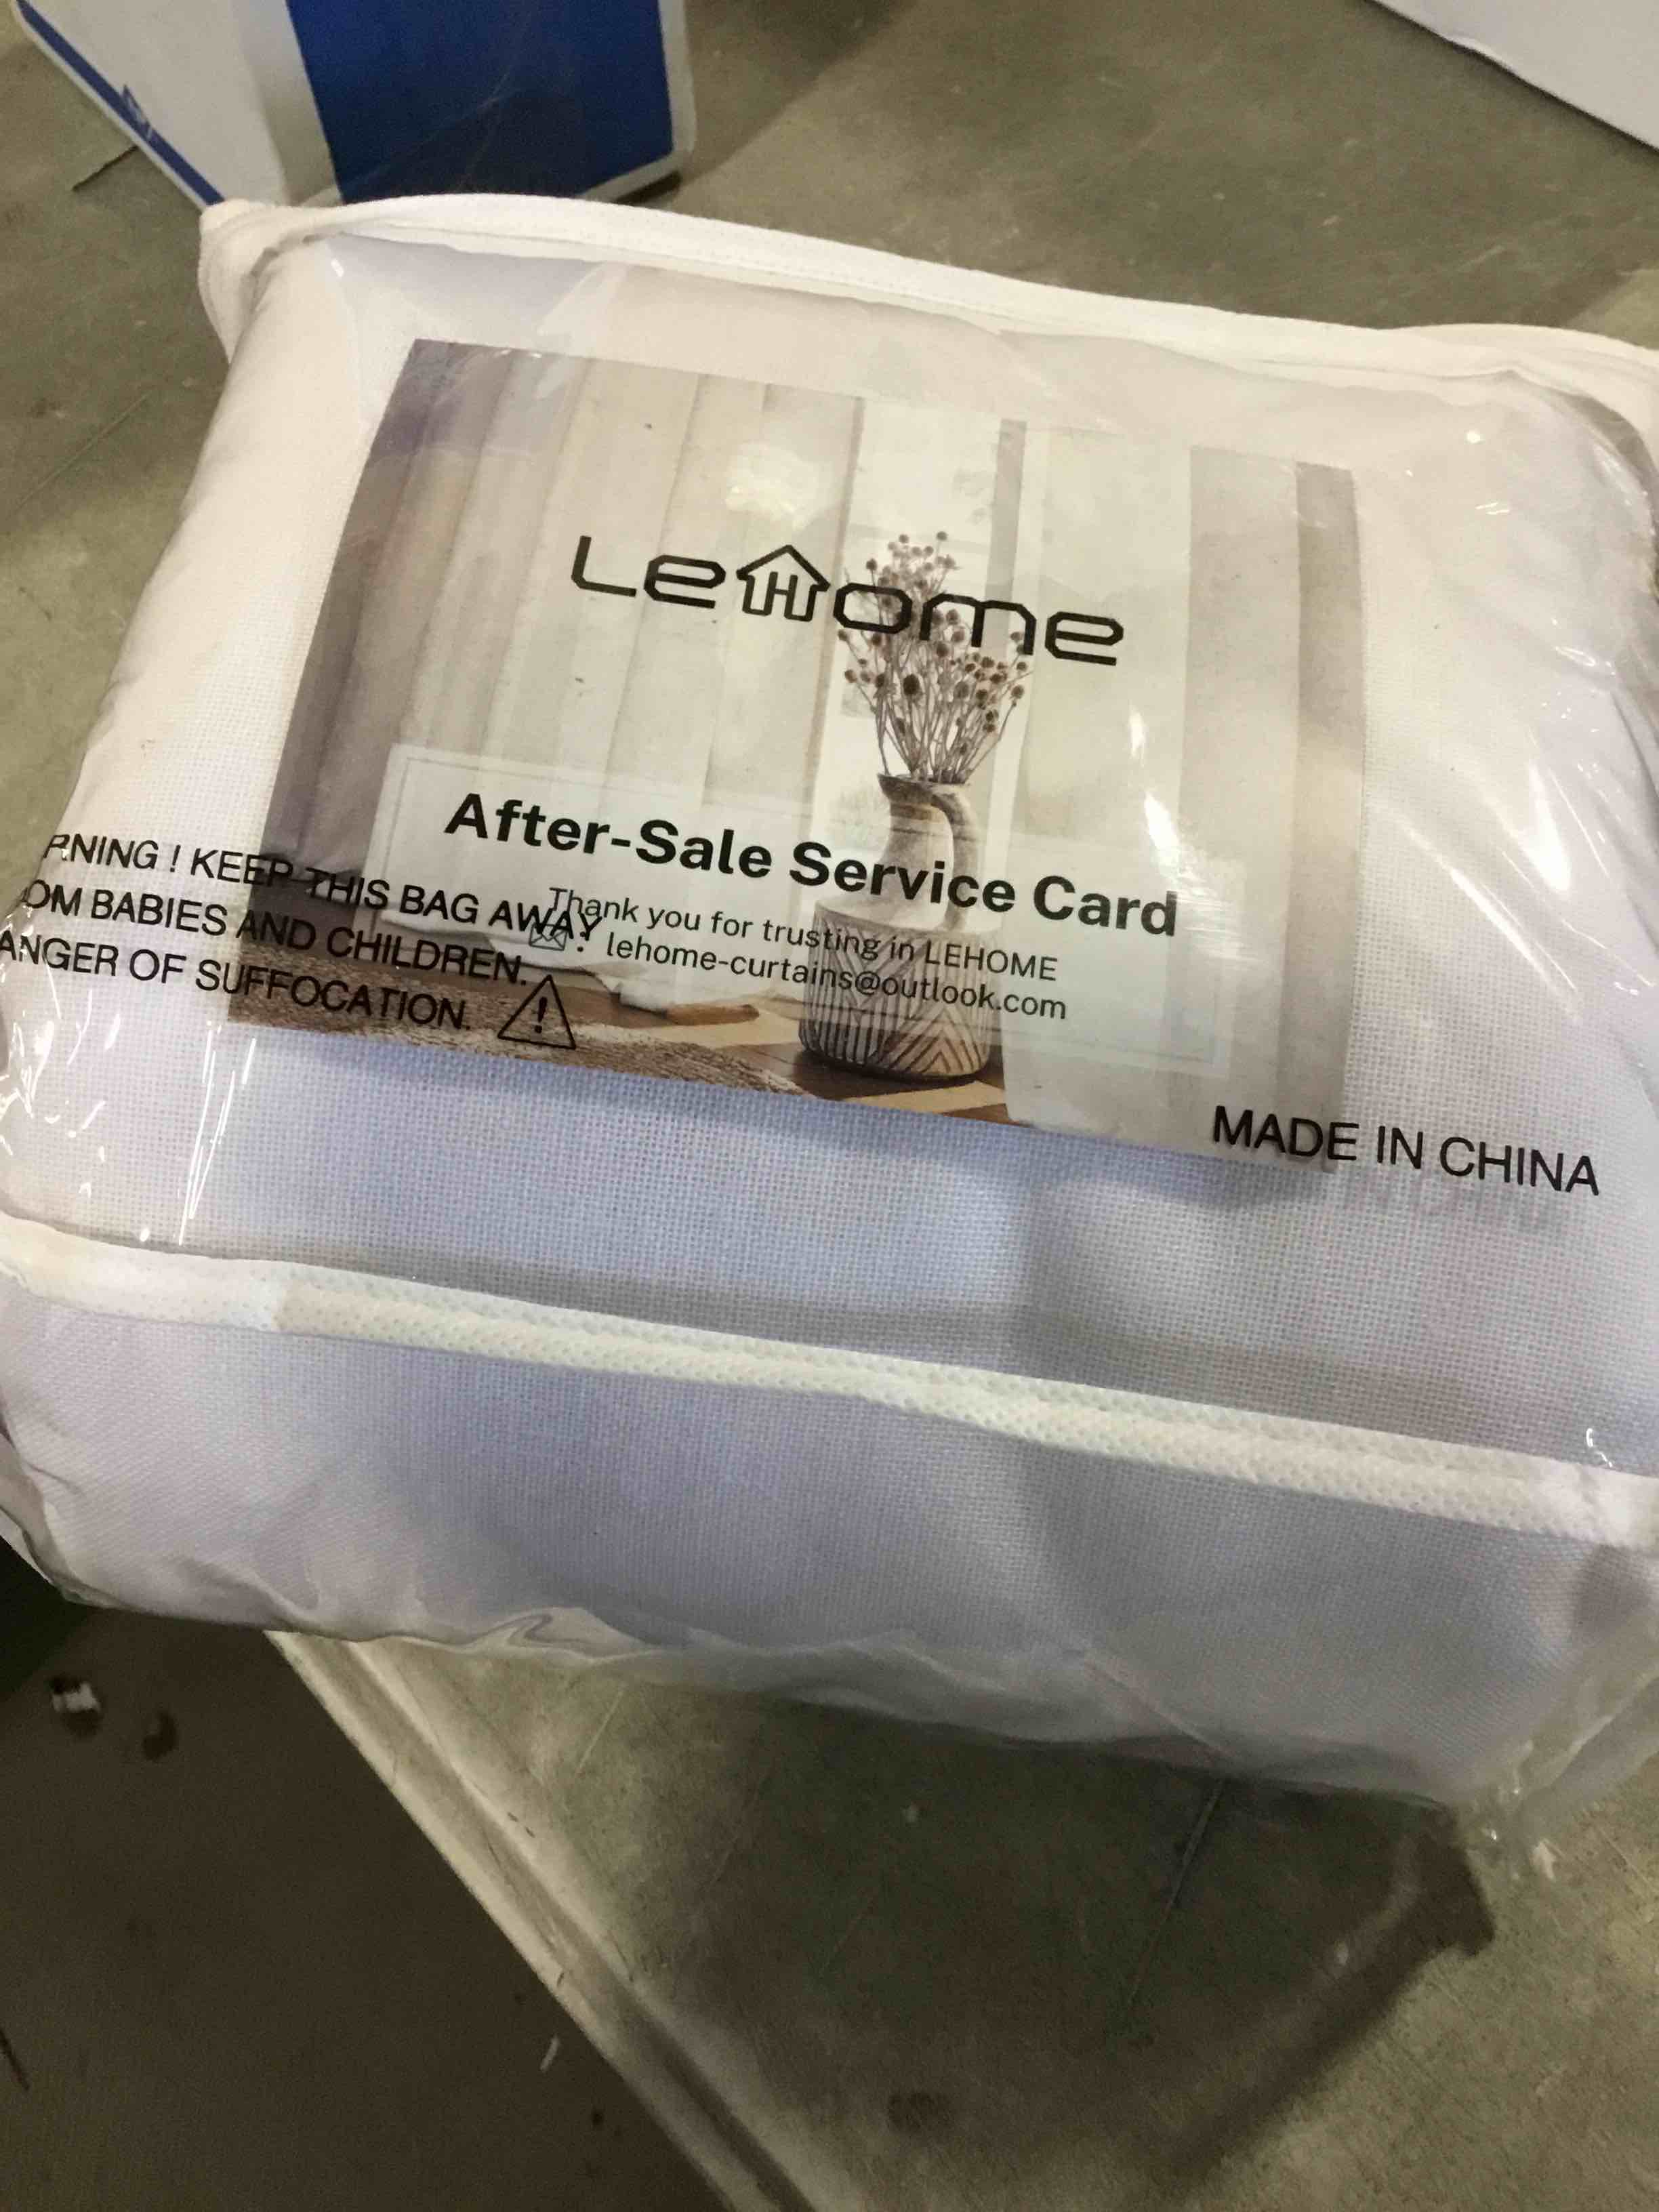 LeHome
After-Sale Service Card
Thank you for trusting in LEHOME
: lehome-curtains@outlook.com
RNING ! KEEP THIS BAG AWAY
OM BABIES AND CHILDREN.
ANGER OF SUFFOCATION.
MADE IN CHINA